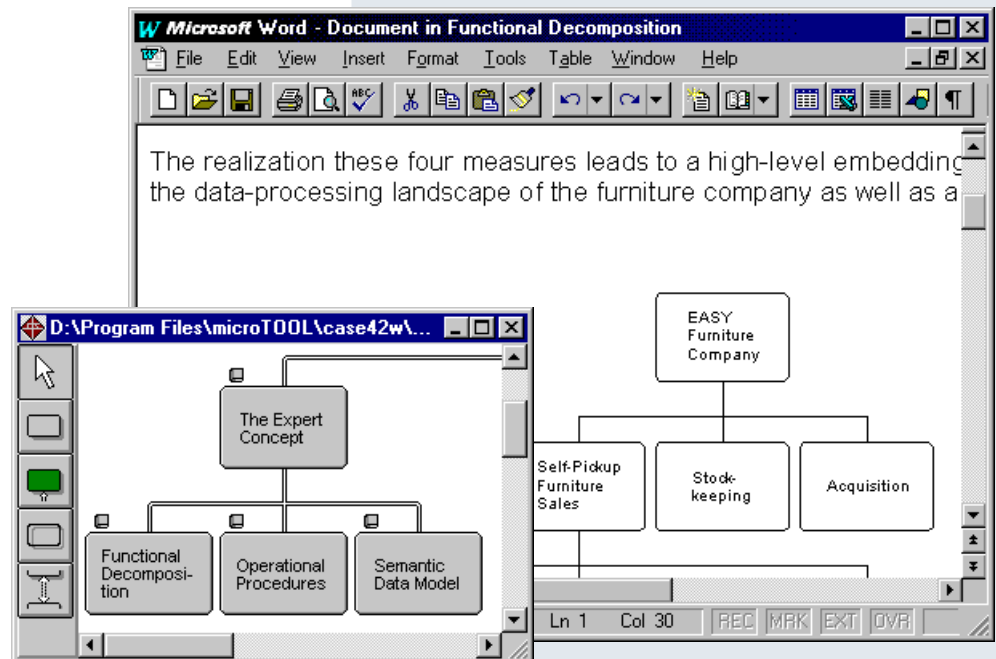 Microsoft Word - Document in Functional Decomposition
File Edit View Insert Format Tools Table Window Help
ABC
The realization these four measures leads to a high-level embedding
the data-processing landscape of the furniture company as well as a
EASY
Furniture
Company
Self-Pickup
Furniture
Sales
Stock-
keeping
Acquisition
Ln 1 Col 30 REC MRK EXT OVR
D:\Program Files\microTOOL\case42w\...
The Expert
Concept
Functional
Decomposi-
tion
Operational
Procedures
Semantic
Data Model